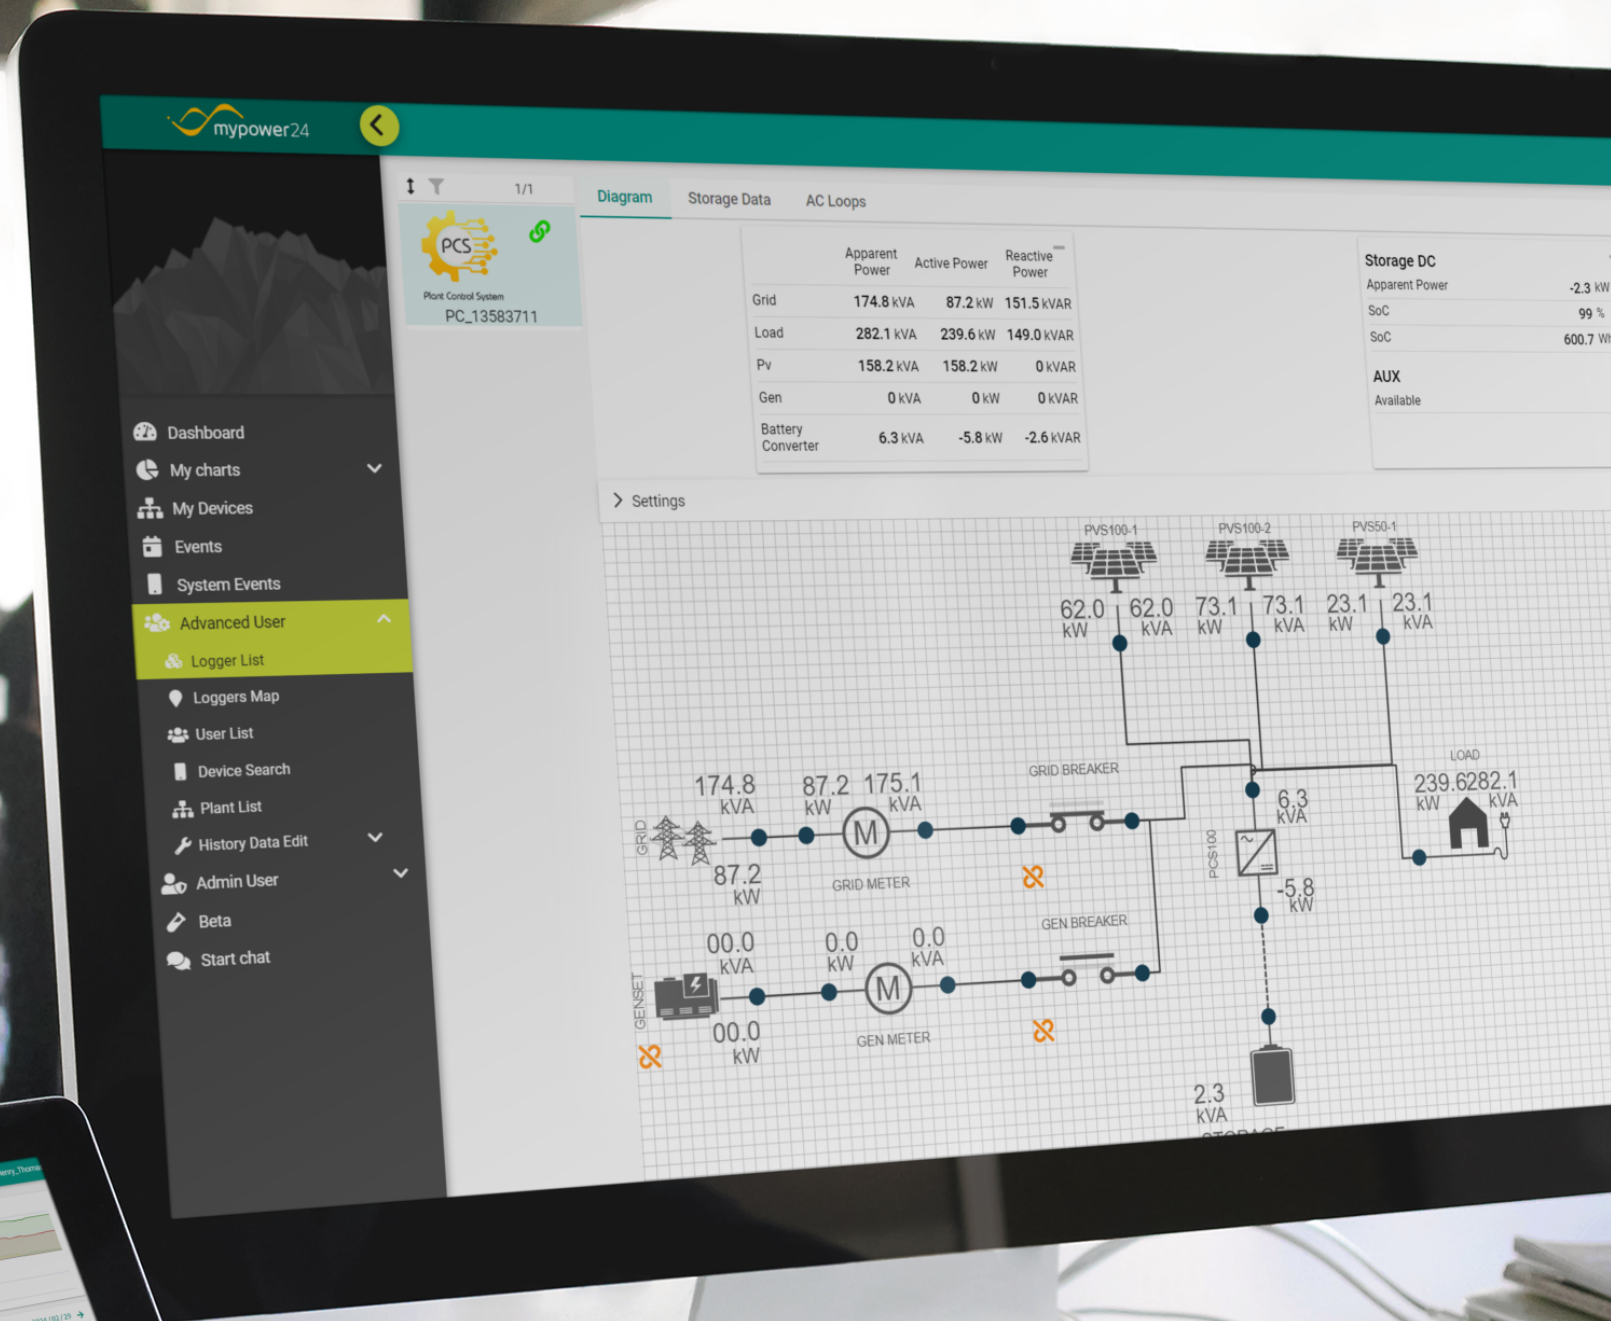 mypower24
1/1
PCS
Plant Control System
PC_13583711
Dashboard
My charts
My Devices
Events
System Events
Advanced User
Logger List
Loggers Map
User List
Device Search
Plant List
History Data Edit
Admin User
Beta
Start chat
Diagram Storage Data AC Loops
Apparent Power Active Power Reactive Power
Grid 174.8 kVA 87.2 kW 151.5 kVAR
Load 282.1 kVA 239.6 kW 149.0 kVAR
Pv 158.2 kVA 158.2 kW 0 kVAR
Gen 0 kVA 0 kW 0 kVAR
Battery Converter 6.3 kVA -5.8 kW -2.6 kVAR
Storage DC
Apparent Power -2.3 kW
SoC 99 %
SoC 600.7
AUX
Available
Settings
PVS100-1 PVS100-2 PVS50-1
62.0 kW 62.0 kVA 73.1 kW 73.1 kVA 23.1 kW 23.1 kVA
GRID
174.8 kVA
87.2 kW
87.2 kW 175.1 kVA
M
GRID METER
GRID BREAKER
LOAD
239.6 kW 282.1 kVA
6.3 kVA
PCS100
-5.8 kW
GENSET
00.0 kVA
00.0 kW
0.0 kW 0.0 kVA
M
GEN METER
GEN BREAKER
2.3 kVA
STORAGE